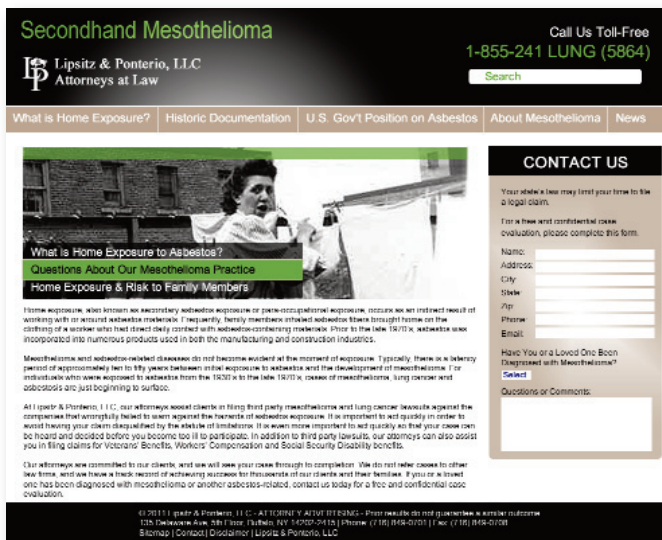 Secondhand Mesothelioma
Lipsitz & Ponterio, LLC
Attorneys at Law
Call Us Toll-Free
1-855-241 LUNG (5864)
Search
What is Home Exposure? Historic Documentation U.S. Gov't Position on Asbestos About Mesothelioma News
What is Home Exposure to Asbestos?
Questions About Our Mesothelioma Practice
Home Exposure & Risk to Family Members
Home exposure, also known as secondary asbestos exposure or para-occupational exposure, occurs as an indirect result of
working with or around asbestos materials. Frequently, family members inhaled asbestos fibers brought home on the
clothing of a worker who had direct daily contact with asbestos-containing materials. Prior to the late 1970's, asbestos was
incorporated into numerous products used in both the manufacturing and construction industries.
Mesothelioma and asbestos-related diseases do not become evident at the moment of exposure. Typically, there is a latency
period of approximately ten to fifty years between initial exposure to asbestos and the development of mesothelioma. For
individuals who were exposed to asbestos from the 1930's to the late 1970's, cases of mesothelioma, lung cancer and
asbestosis are just beginning to surface.
At Lipsitz & Ponterio, LLC, our attorneys assist clients in filing third party mesothelioma and lung cancer lawsuits against the
companies that wrongfully failed to warn against the hazards of asbestos exposure. It is important to act quickly in order to
avoid having your claim disqualified by the statute of limitations. It is even more important to act quickly so that your case can
be heard and decided before you become too ill to participate. In addition to third party lawsuits, our attorneys can also assist
you in filing claims for Veterans' Benefits, Workers' Compensation and Social Security Disability benefits.
Our attorneys are committed to our clients, and we will see your case through to completion. We do not refer cases to other
law firms, and we have a track record of achieving success for thousands of our clients and their families. If you or a loved
one has been diagnosed with mesothelioma or another asbestos-related, contact us today for a free and confidential case
evaluation.
CONTACT US
Your state's law may limit your time to file
a legal claim.
For a free and confidential case
evaluation, please complete this form.
Name:
Address:
City:
State:
Zip:
Phone:
Email:
Have You or a Loved One Been
Diagnosed with Mesothelioma?
Select
Questions or Comments:
© 2011 Lipsitz & Ponterio, LLC - ATTORNEY ADVERTISING - Prior results do not guarantee a similar outcome
135 Delaware Ave, 5th Floor, Buffalo, NY 14202-2415 | Phone: (716) 849-0701 | Fax: (716) 849-0708
Sitemap | Contact | Disclaimer | Lipsitz & Ponterio, LLC